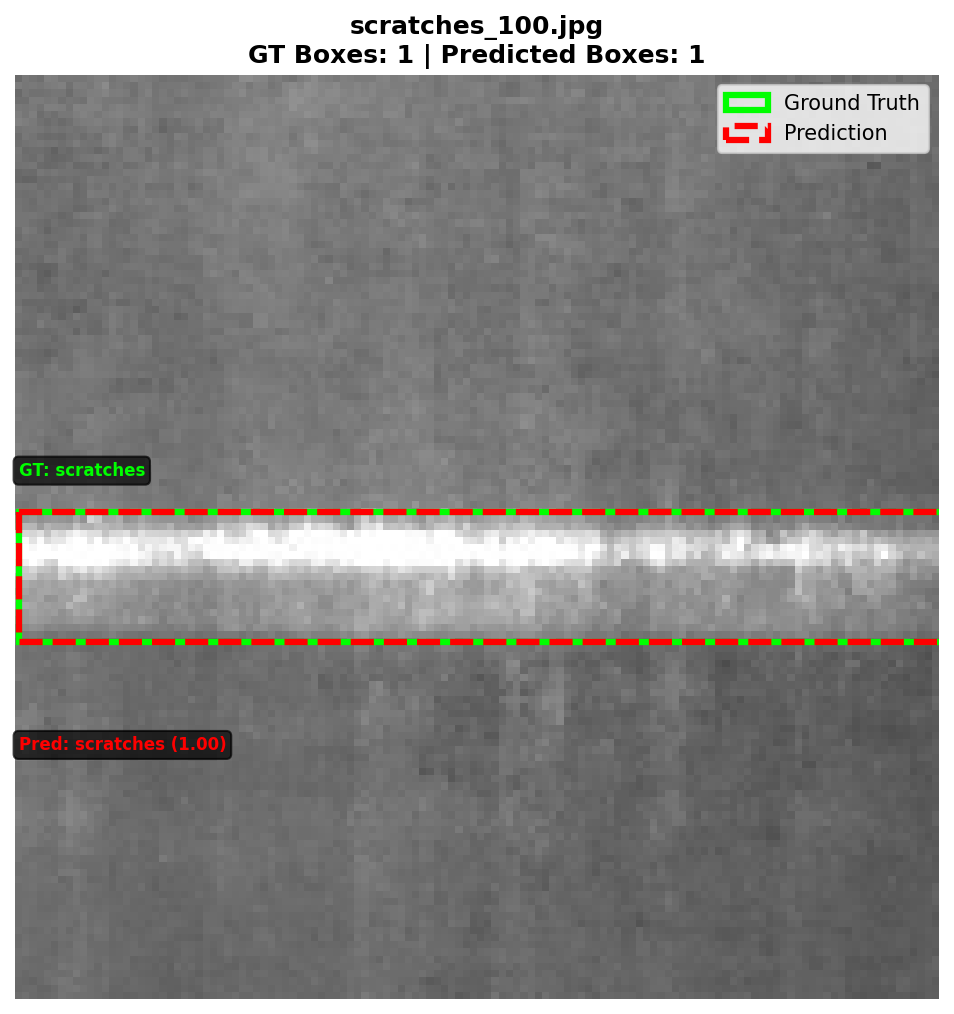 scratches_100.jpg
GT Boxes: 1 | Predicted Boxes: 1
Ground Truth
Prediction
GT: scratches
Pred: scratches (1.00)